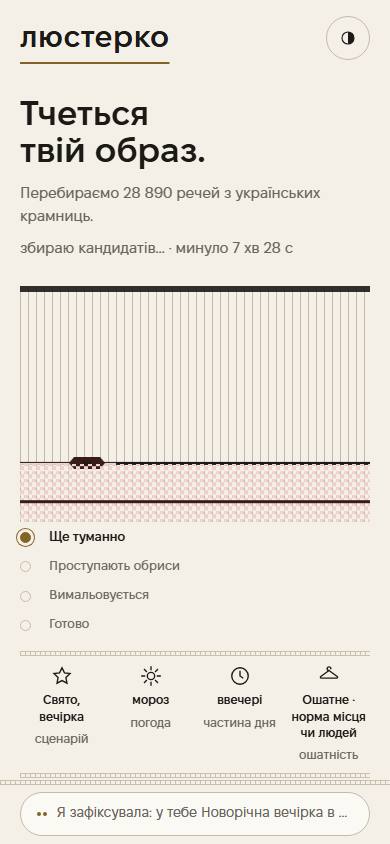 люстерко
Тчеться
твій образ.
Перебираємо 28 890 речей з українських
крамниць.
збираю кандидатів... · минуло 7 хв 28 с
Ще туманно
Проступають обриси
Вимальовується
Готово
Свято,
вечірка
сценарій
мороз
погода
ввечері
частина дня
Ошатне ·
норма місця
чи людей
ошатність
Я зафіксувала: у тебе Новорічна вечірка в ...